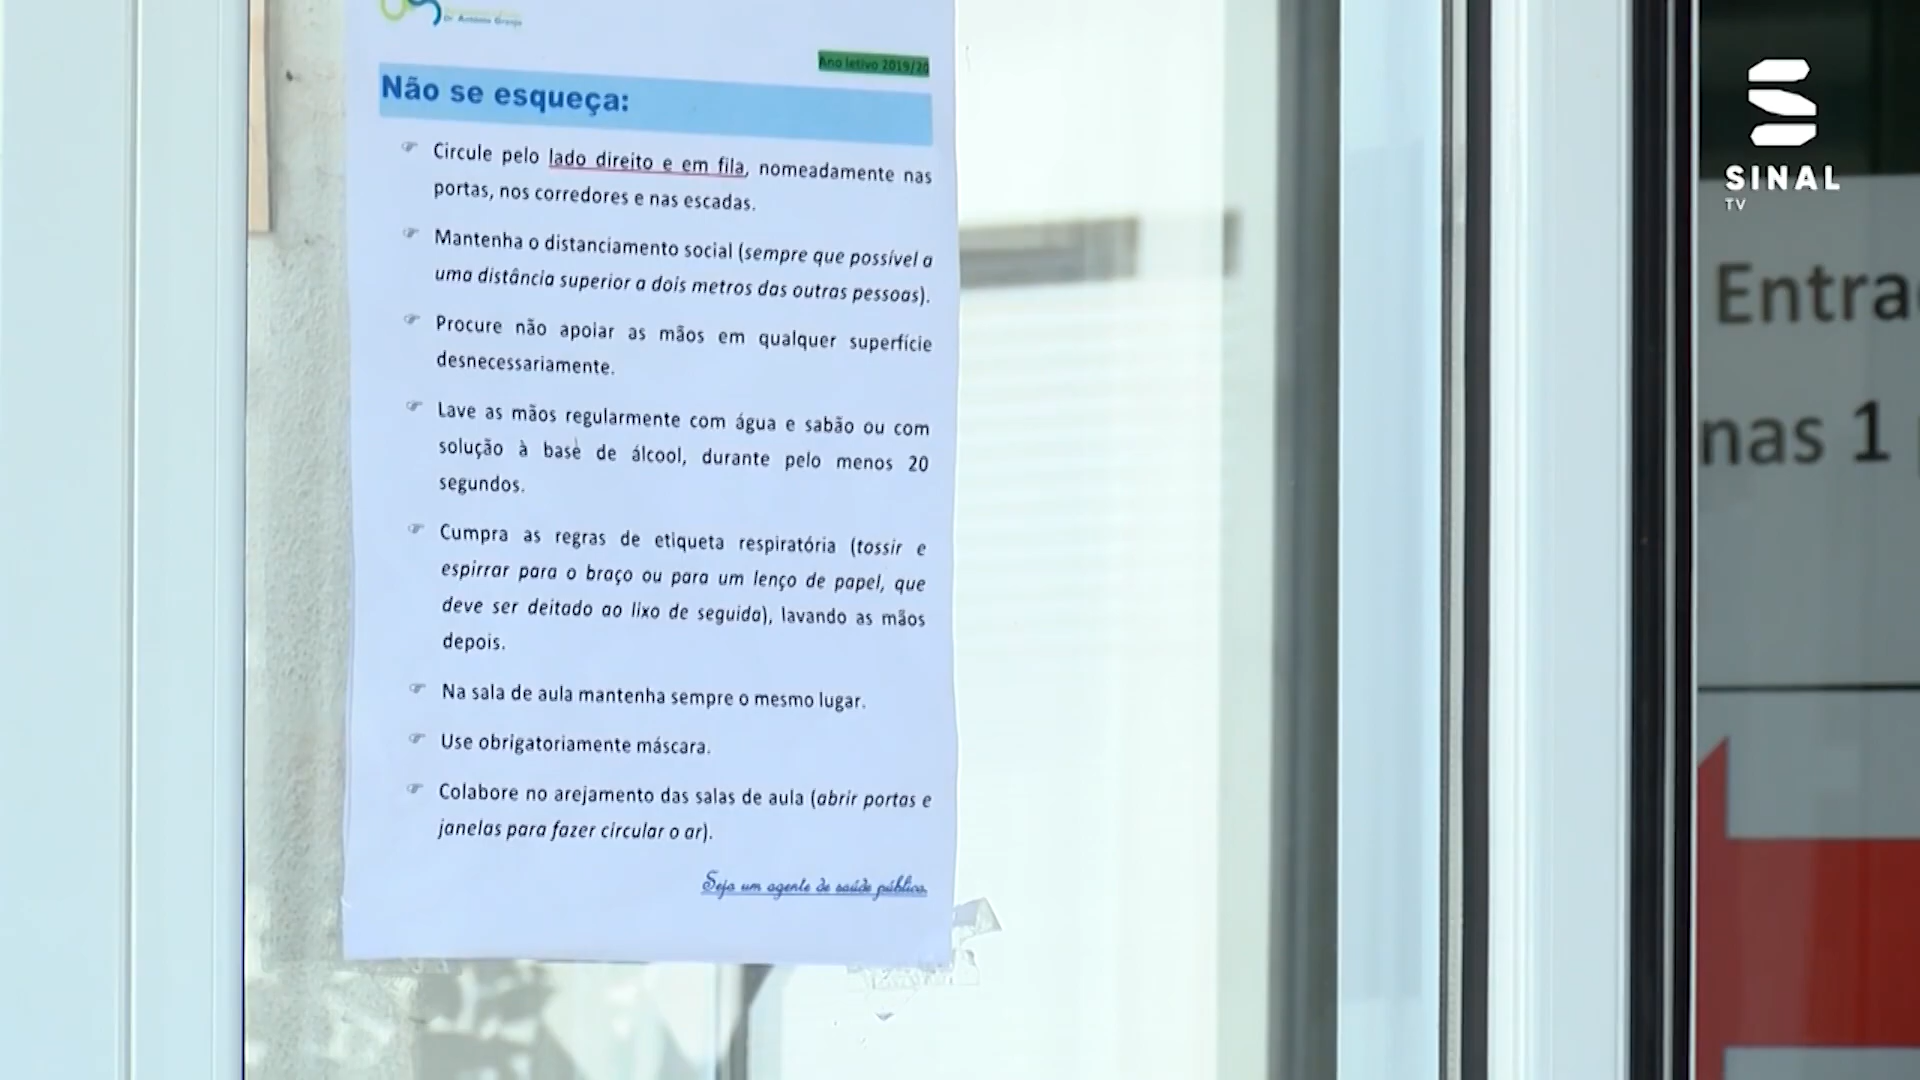 Dr. António Granjo
Ano letivo 2019/20
Não se esqueça:
Circule pelo lado direito e em fila, nomeadamente nas
portas, nos corredores e nas escadas.
Mantenha o distanciamento social (sempre que possível a
uma distância superior a dois metros das outras pessoas).
Procure não apoiar as mãos em qualquer superfície
desnecessariamente.
Lave as mãos regularmente com água e sabão ou com
solução à base de álcool, durante pelo menos 20
segundos.
Cumpra as regras de etiqueta respiratória (tossir e
espirrar para o braço ou para um lenço de papel, que
deve ser deitado ao lixo de seguida), lavando as mãos
depois.
Na sala de aula mantenha sempre o mesmo lugar.
Use obrigatoriamente máscara.
Colabore no arejamento das salas de aula (abrir portas e
janelas para fazer circular o ar).
Seja um agente de saúde pública.
SINAL
TV
Entra
nas 1